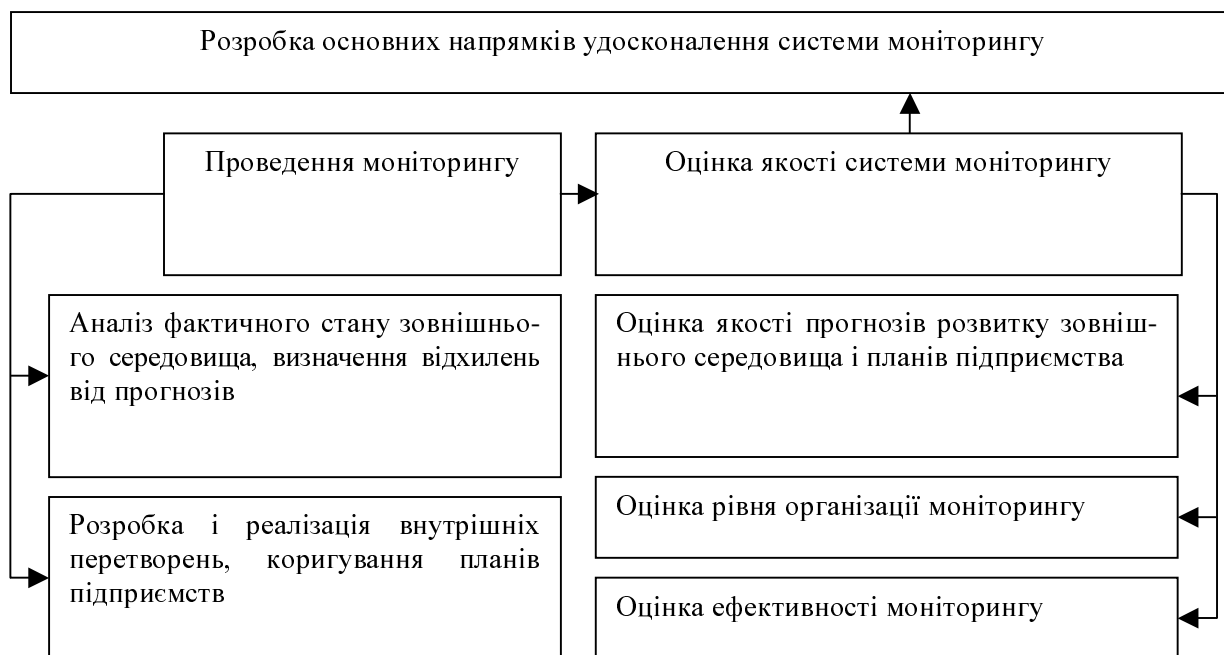 Розробка основних напрямків удосконалення системи моніторингу
Проведення моніторингу
Оцінка якості системи моніторингу
Аналіз фактичного стану зовнішньо-
го середовища, визначення відхилень
від прогнозів
Розробка і реалізація внутрішніх
перетворень, коригування планів
підприємств
Оцінка якості прогнозів розвитку зовніш-
нього середовища і планів підприємства
Оцінка рівня організації моніторингу
Оцінка ефективності моніторингу